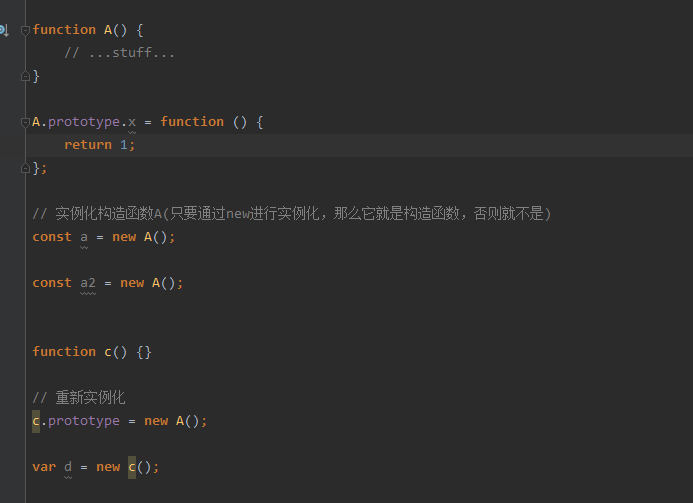 function A() {
// ...stuff...
}
A.prototype.x = function () {
return 1;
};
// 实例化构造函数A(只要通过new进行实例化，那么它就是构造函数，否则就不是)
const a = new A();
const a2 = new A();
function c() {}
// 重新实例化
c.prototype = new A();
var d = new c();